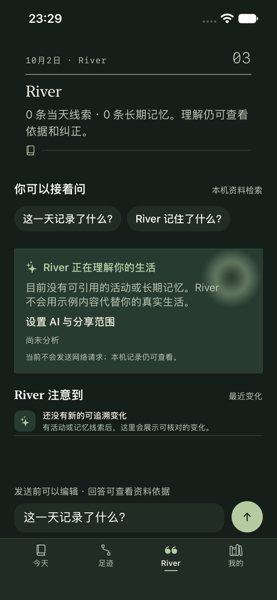 23:29
10月2日 · River
03
River
0 条当天线索 · 0 条长期记忆。理解仍可查看
依据和纠正。
你可以接着问
本机资料检索
这一天记录了什么?
River 记住了什么?
River 正在理解你的生活
目前没有可引用的活动或长期记忆。River
不会用示例内容代替你的真实生活。
设置 AI 与分享范围
尚未分析
当前不会发送网络请求；本机记录仍可查看。
River 注意到
最近变化
还没有新的可追溯变化
有活动或记忆线索后，这里会展示可核对的变化。
发送前可以编辑 · 回答可查看资料依据
这一天记录了什么?
今天
足迹
River
我的